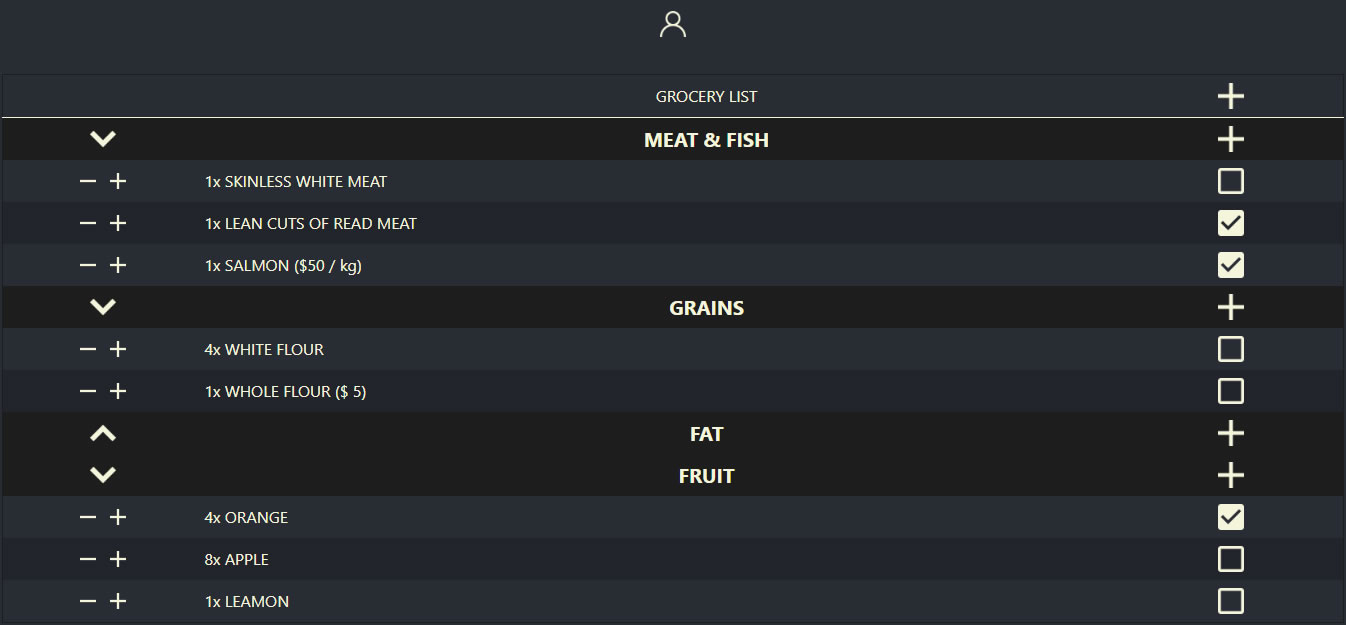 GROCERY LIST
MEAT & FISH
1x SKINLESS WHITE MEAT
1x LEAN CUTS OF READ MEAT
1x SALMON ($50 / kg)
GRAINS
4x WHITE FLOUR
1x WHOLE FLOUR ($ 5)
FAT
FRUIT
4x ORANGE
8x APPLE
1x LEAMON